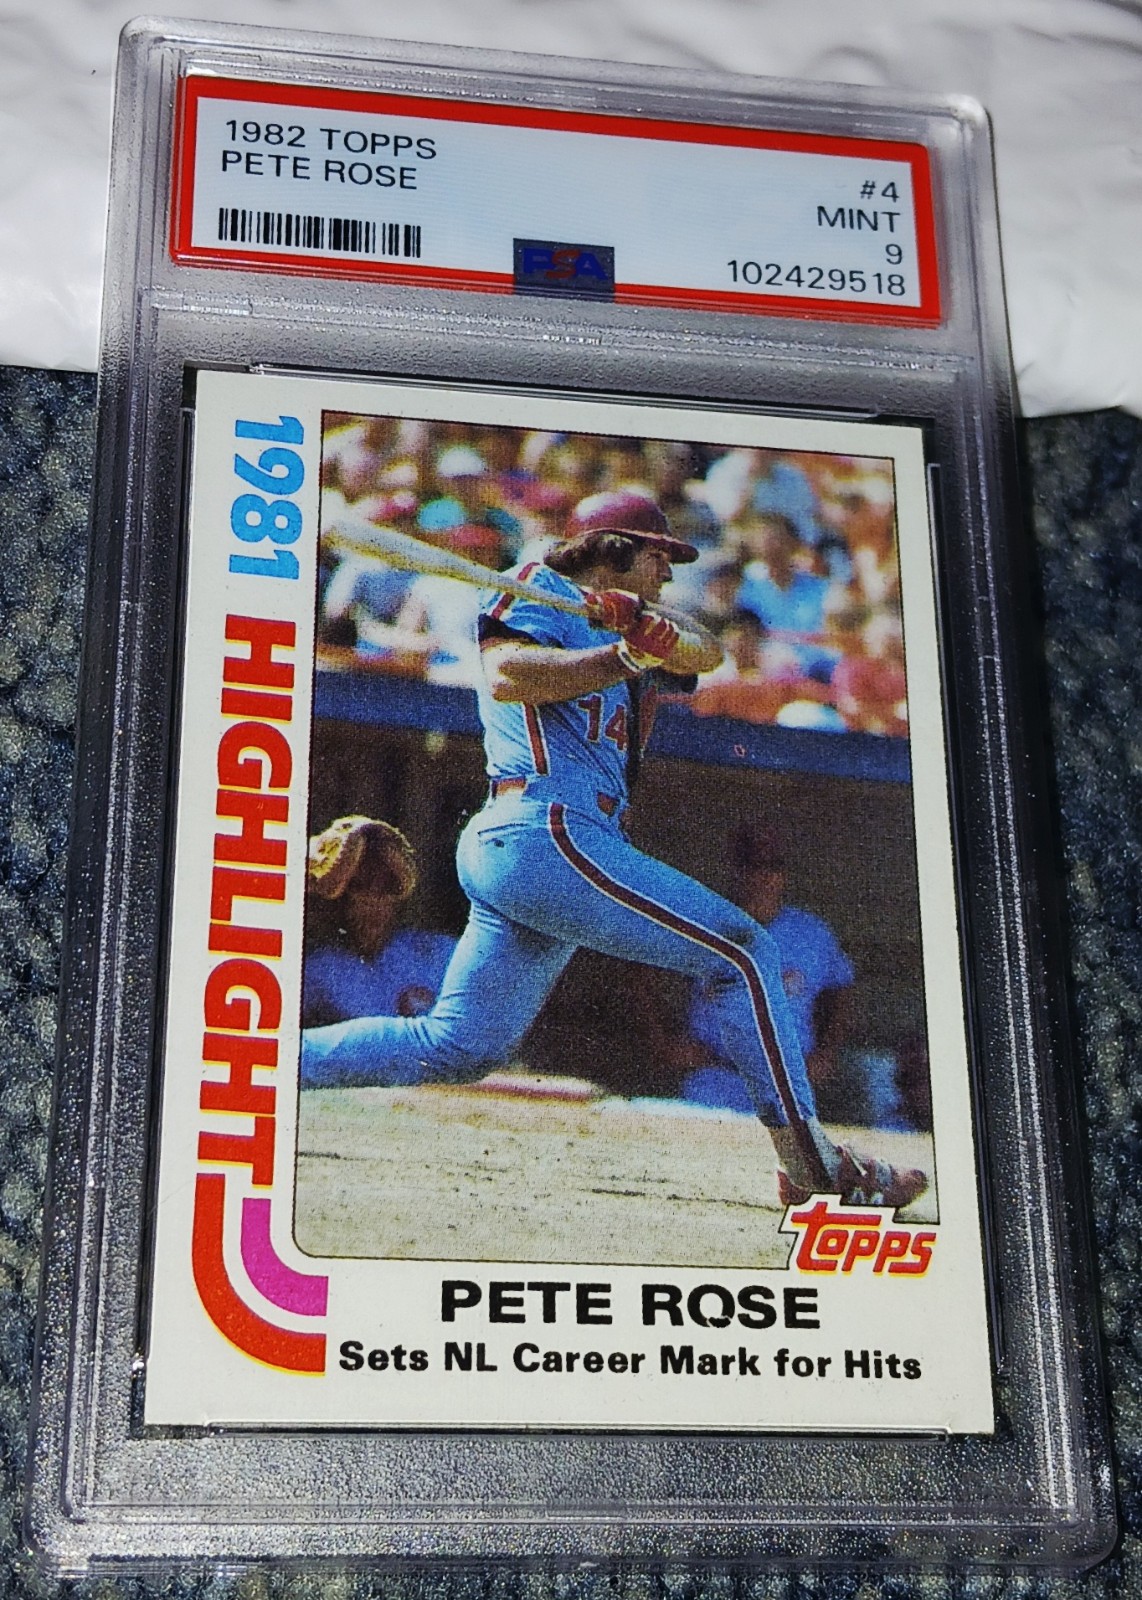 1982 TOPPS
PETE ROSE
#4
MINT
9
102429518
PSA
1981 HIGHLIGHT
14
topps
PETE ROSE
Sets NL Career Mark for Hits